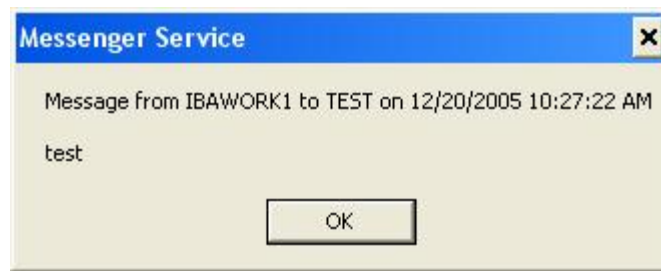 Messenger Service
Message from IBAWORK1 to TEST on 12/20/2005 10:27:22 AM
test
OK